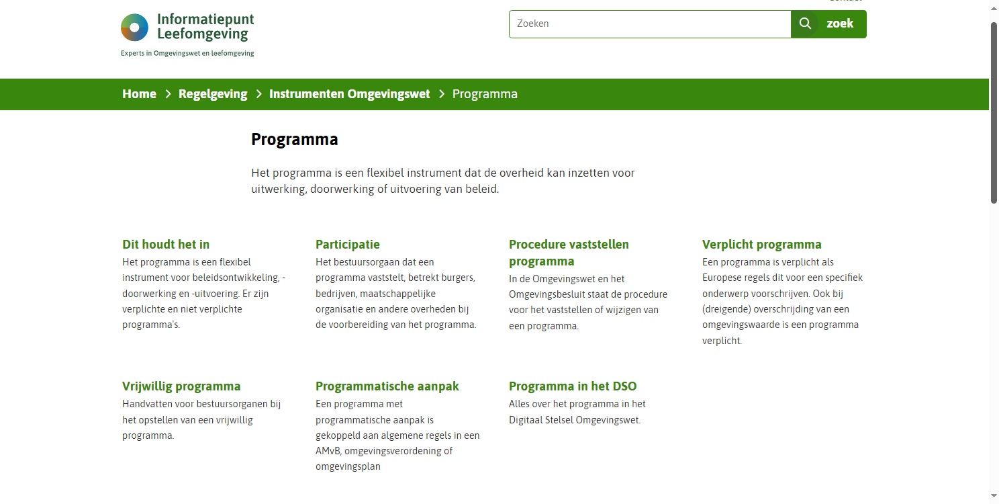 Informatiepunt
Leefomgeving
Experts in Omgevingswet en leefomgeving
Zoeken
zoek
Home > Regelgeving > Instrumenten Omgevingswet > Programma
Programma
Het programma is een flexibel instrument dat de overheid kan inzetten voor
uitwerking, doorwerking of uitvoering van beleid.
Dit houdt het in
Het programma is een flexibel
instrument voor beleidsontwikkeling, -
doorwerking en -uitvoering. Er zijn
verplichte en niet verplichte
programma's.
Participatie
Het bestuursorgaan dat een
programma vaststelt, betrekt burgers,
bedrijven, maatschappelijke
organisatie en andere overheden bij
de voorbereiding van het programma.
Procedure vaststellen
programma
In de Omgevingswet en het
Omgevingsbesluit staat de procedure
voor het vaststellen of wijzigen van
een programma.
Verplicht programma
Een programma is verplicht als
Europese regels dit voor een specifiek
onderwerp voorschrijven. Ook bij
(dreigende) overschrijding van een
omgevingswaarde is een programma
verplicht.
Vrijwillig programma
Handvatten voor bestuursorganen bij
het opstellen van een vrijwillig
programma.
Programmatische aanpak
Een programma met
programmatische aanpak is
gekoppeld aan algemene regels in een
AMvB, omgevingsverordening of
omgevingsplan
Programma in het DSO
Alles over het programma in het
Digitaal Stelsel Omgevingswet.